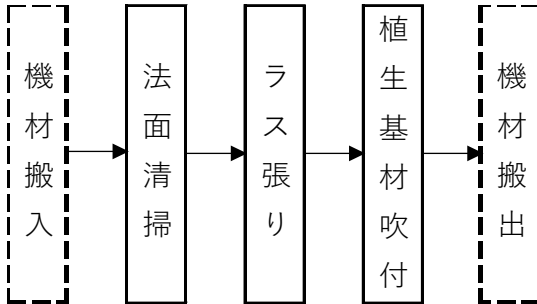 機材搬入
法面清掃
ラス張り
植生基材吹付
機材搬出